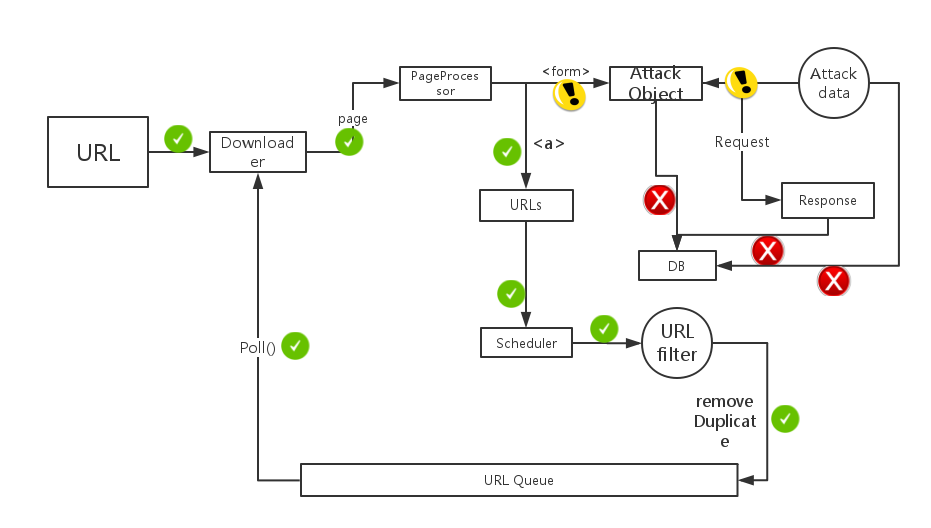 <form>
PageProces
sor
Attack
Object
Attack
data
page
URL
Download
er
<a>
Request
URLs
Response
DB
Scheduler
URL
filter
Poll()
remove
Duplicat
e
URL Queue